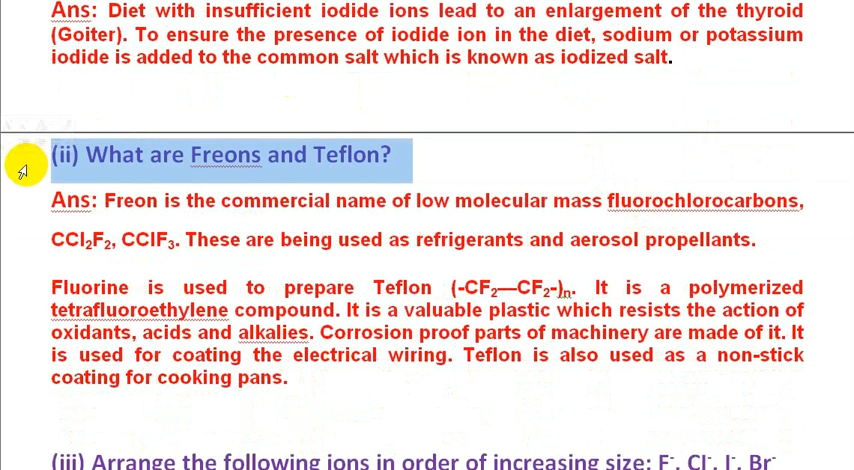 Ans: Diet with insufficient iodide ions lead to an enlargement of the thyroid
(Goiter). To ensure the presence of iodide ion in the diet, sodium or potassium
iodide is added to the common salt which is known as iodized salt.
(ii) What are Freons and Teflon?
Ans: Freon is the commercial name of low molecular mass fluorochlorocarbons,
CCl₂F₂, CClF₃. These are being used as refrigerants and aerosol propellants.
Fluorine is used to prepare Teflon (-CF₂—CF₂-)ₙ. It is a polymerized
tetrafluoroethylene compound. It is a valuable plastic which resists the action of
oxidants, acids and alkalies. Corrosion proof parts of machinery are made of it. It
is used for coating the electrical wiring. Teflon is also used as a non-stick
coating for cooking pans.
(iii) Arrange the following ions in order of increasing size: F⁻, Cl⁻, I⁻, Br⁻